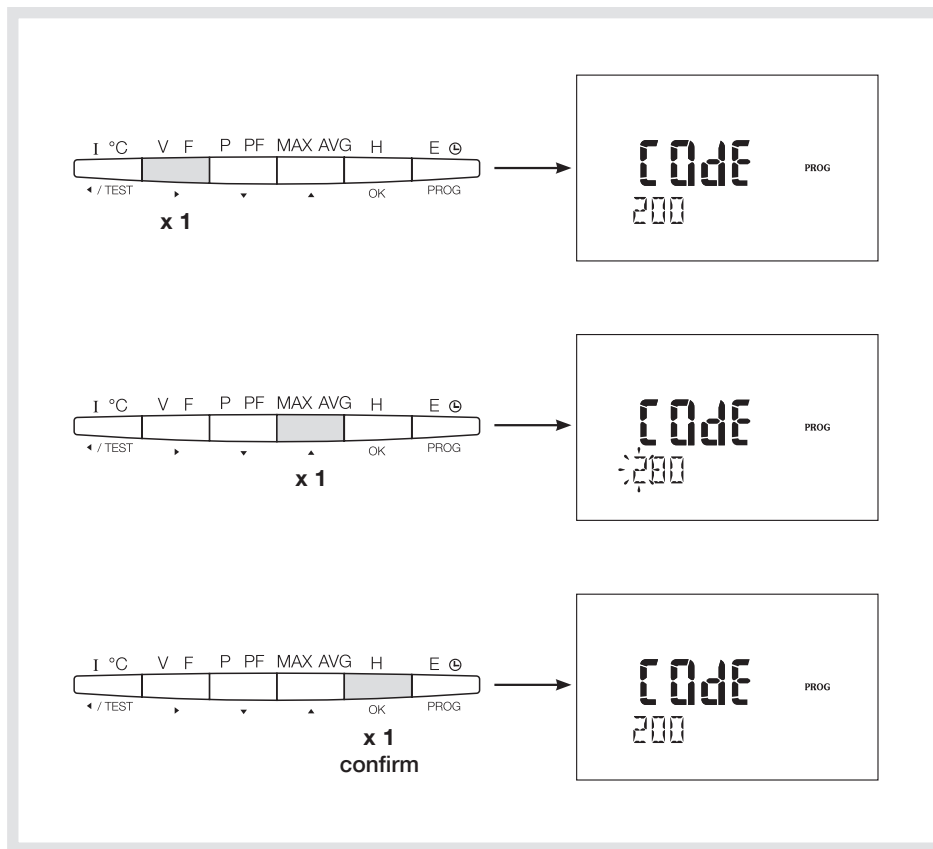 I °C V F P PF MAX AVG H E
/ TEST OK PROG
x 1
COdE
PROG
200
I °C V F P PF MAX AVG H E
/ TEST OK PROG
x 1
COdE
PROG
280
I °C V F P PF MAX AVG H E
/ TEST OK PROG
x 1
confirm
COdE
PROG
200